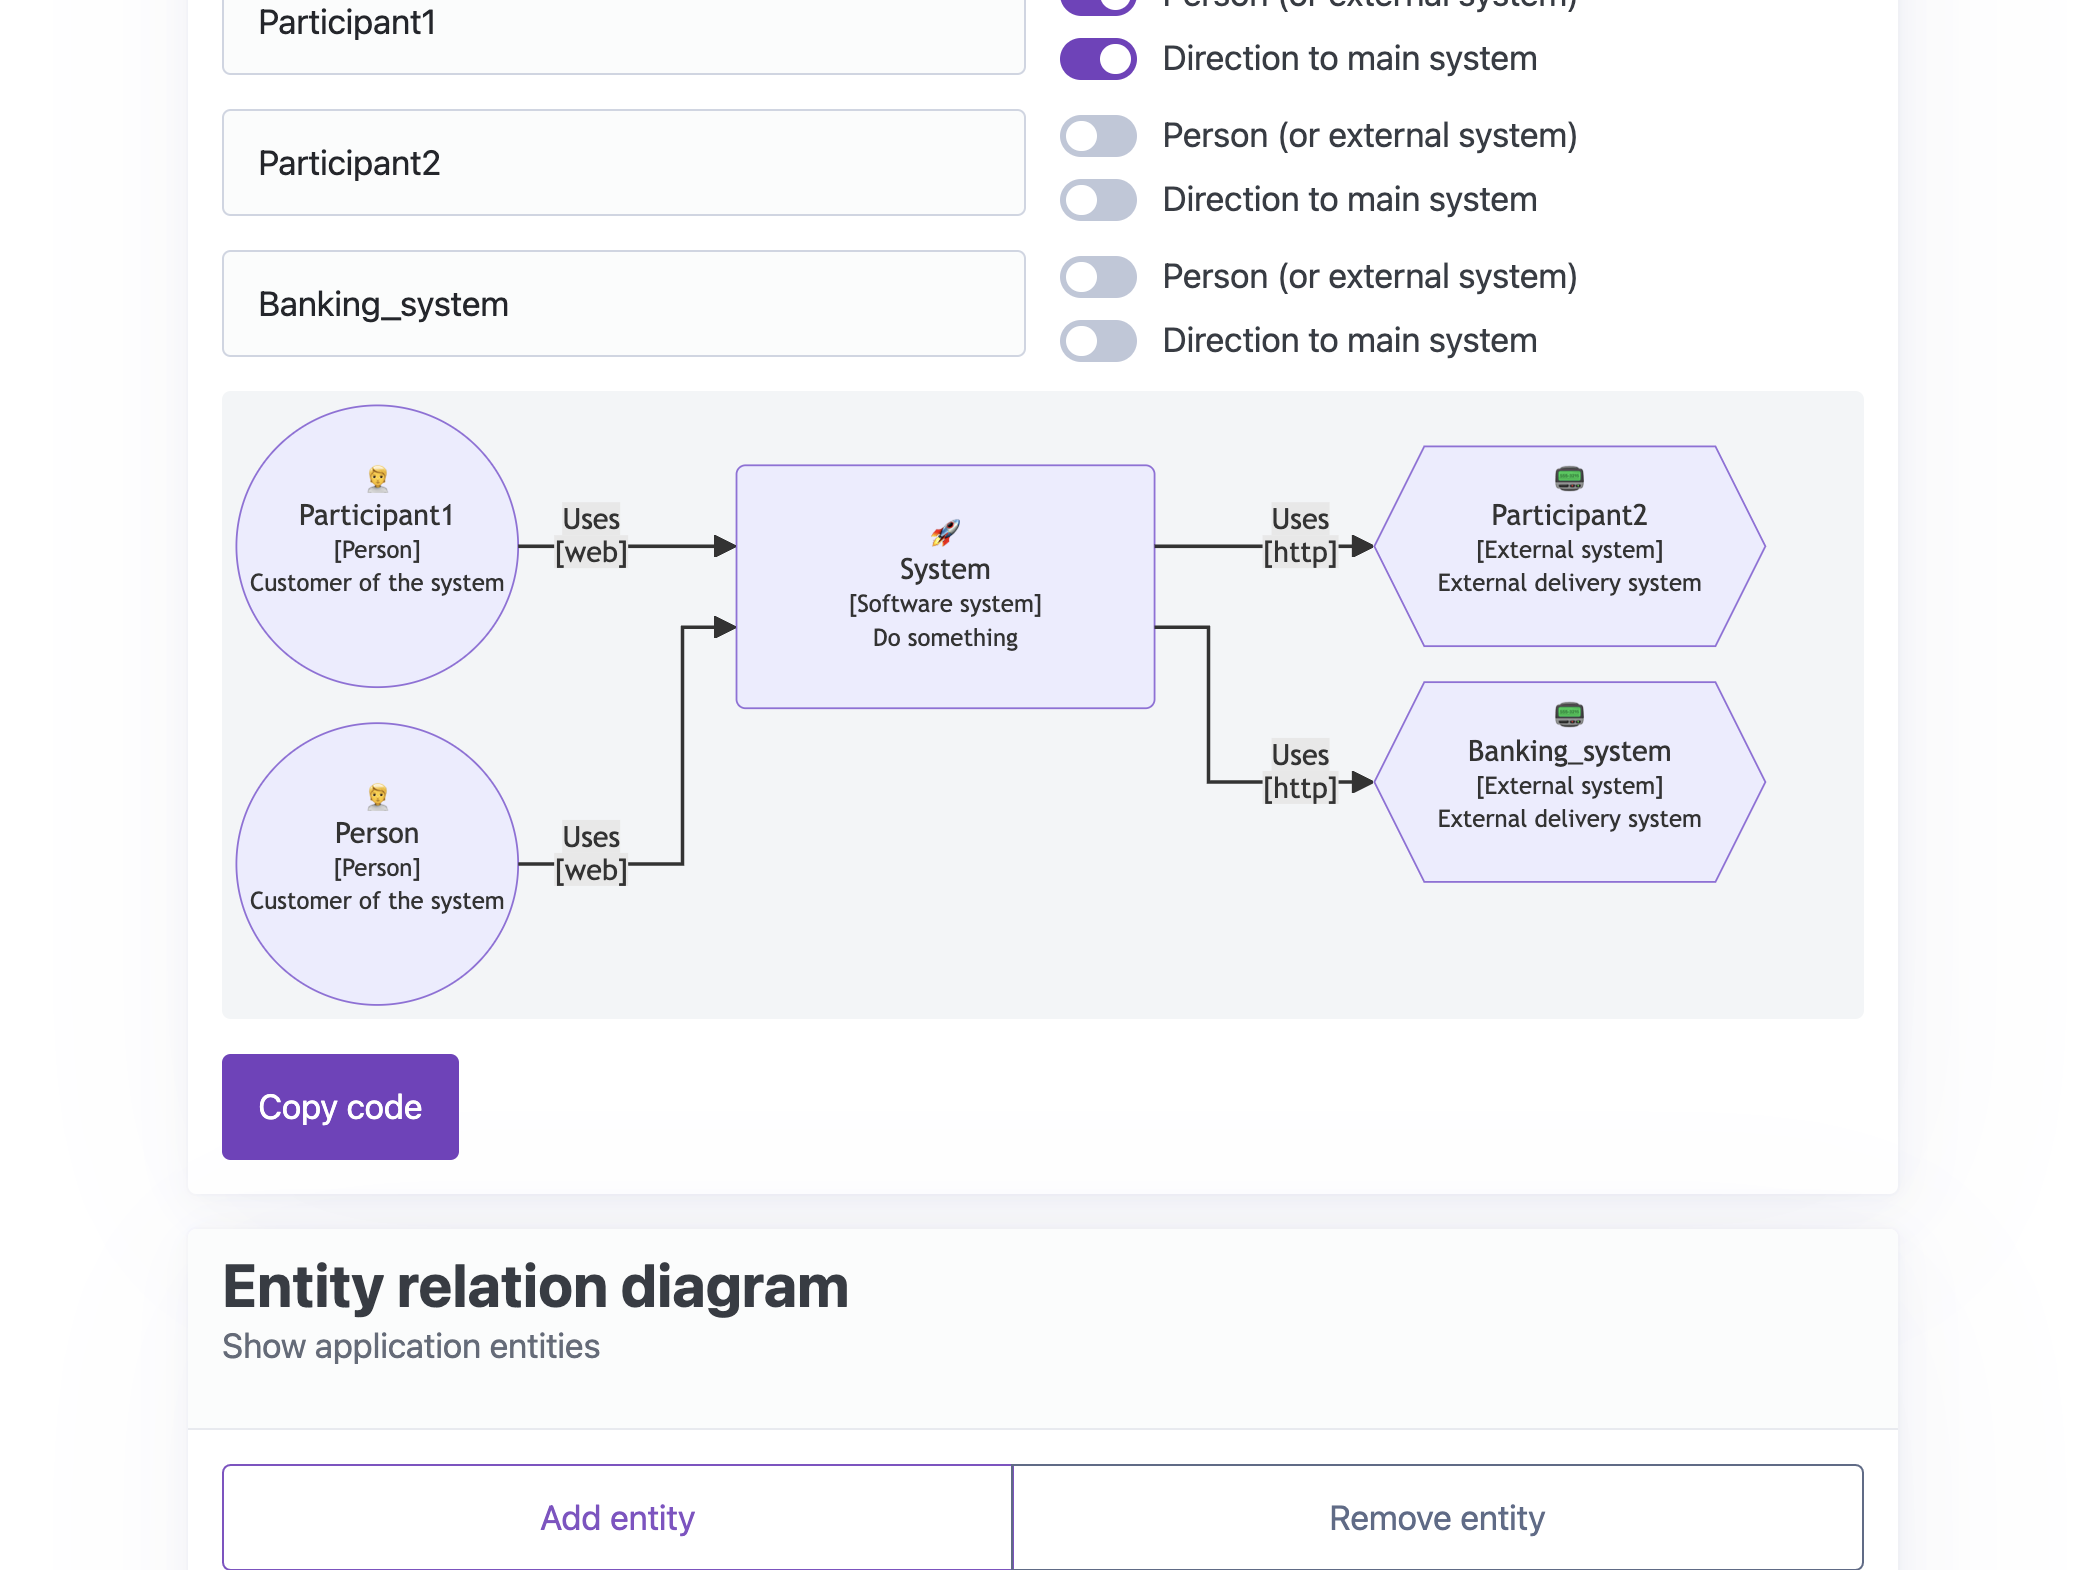 Participant1
Person (or external system)
Direction to main system
Participant2
Person (or external system)
Direction to main system
Banking_system
Person (or external system)
Direction to main system
Participant1
[Person]
Customer of the system
Uses
[web]
System
[Software system]
Do something
Uses
[http]
Participant2
[External system]
External delivery system
Person
[Person]
Customer of the system
Uses
[web]
Uses
[http]
Banking_system
[External system]
External delivery system
Copy code
Entity relation diagram
Show application entities
Add entity
Remove entity